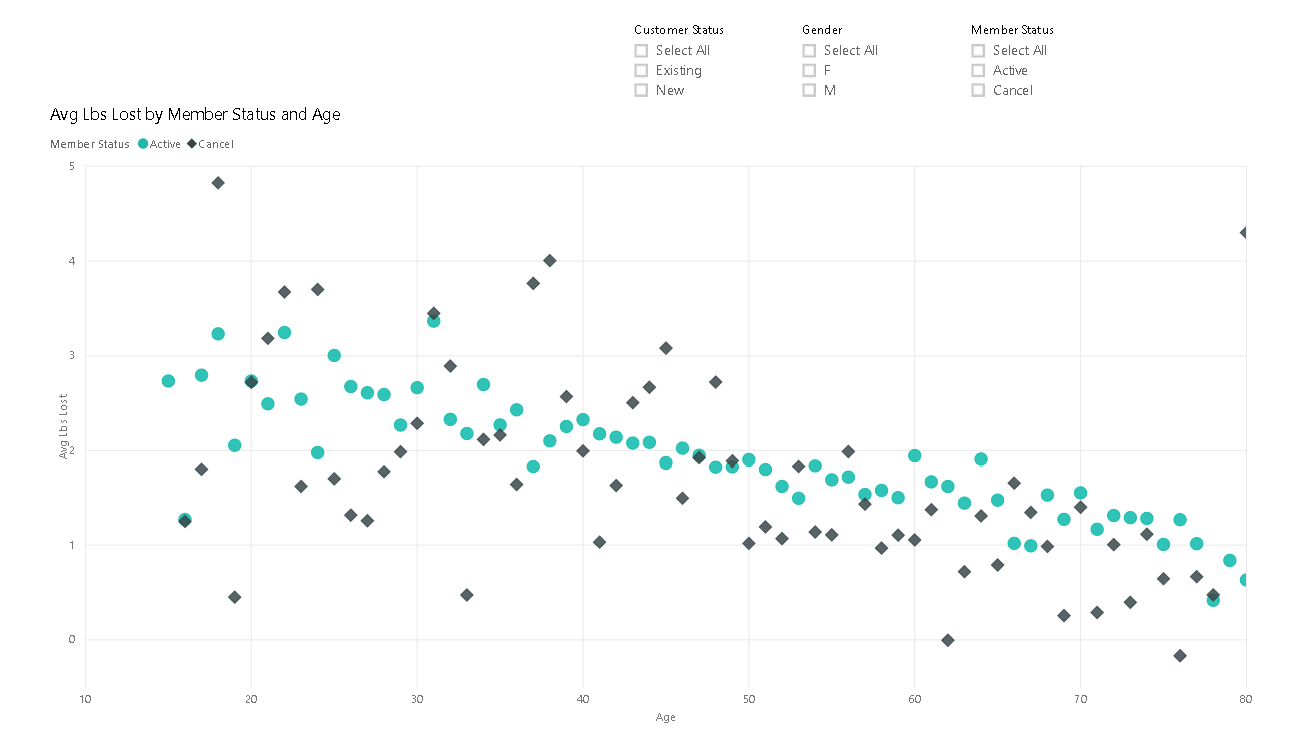 Customer Status
Select All
Existing
New
Gender
Select All
F
M
Member Status
Select All
Active
Cancel
Avg Lbs Lost by Member Status and Age
Member Status Active Cancel
5
4
3
2
1
0
Avg Lbs Lost
10 20 30 40 50 60 70 80
Age